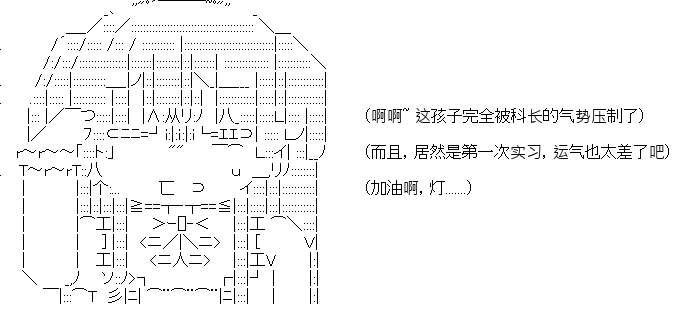 （啊啊~ 这孩子完全被科长的气势压制了）
（而且，居然是第一次实习，运气也太差了吧）
（加油啊，灯……）